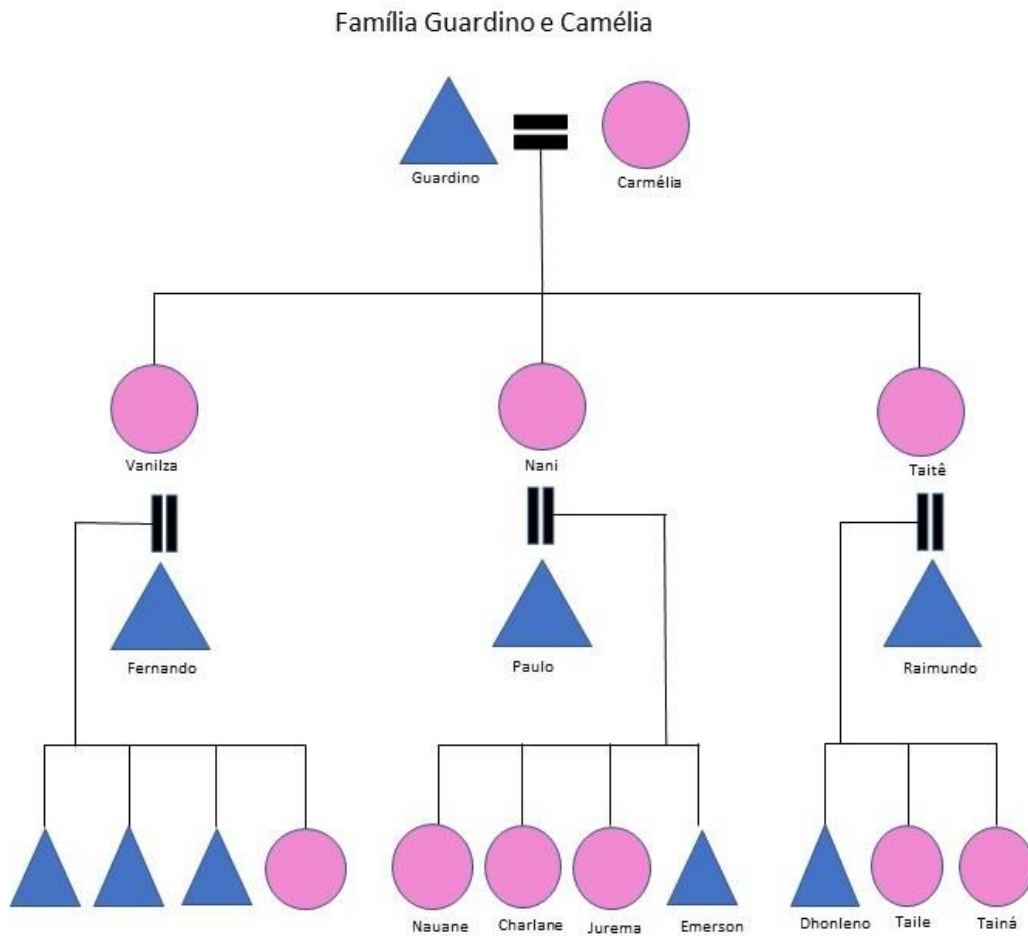 Família Guardino e Camélia
Guardino
Carmélia
Vanilza
Nani
Taitê
Fernando
Paulo
Raimundo
Nauane
Charlane
Jurema
Emerson
Dhonleno
Taile
Tainá